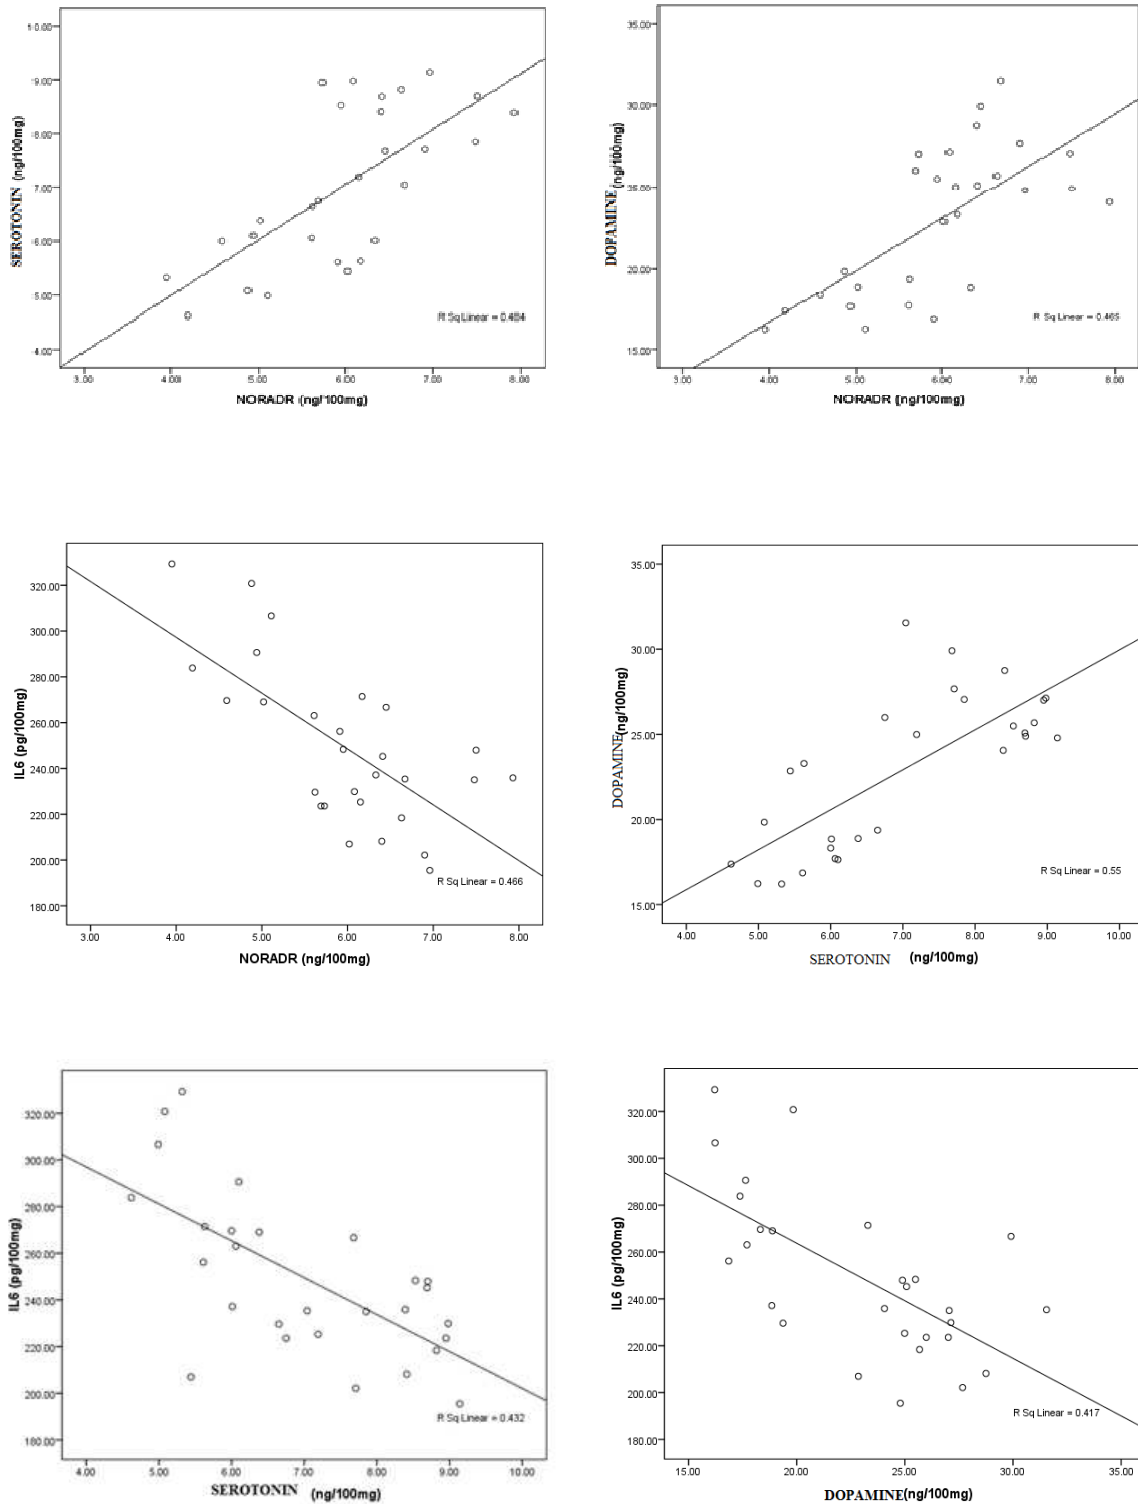 10.00
9.00
8.00
7.00
6.00
5.00
4.00
SEROTONIN (ng/100mg)
R Sq Linear = 0.484
3.00 4.00 5.00 6.00 7.00 8.00
NORADR (ng/100mg)
35.00
30.00
25.00
20.00
15.00
DOPAMINE (ng/100mg)
R Sq Linear = 0.465
3.00 4.00 5.00 6.00 7.00 8.00
NORADR (ng/100mg)
320.00
300.00
280.00
260.00
240.00
220.00
200.00
180.00
IL6 (pg/100mg)
R Sq Linear = 0.466
3.00 4.00 5.00 6.00 7.00 8.00
NORADR (ng/100mg)
35.00
30.00
25.00
20.00
15.00
DOPAMINE (ng/100mg)
R Sq Linear = 0.55
4.00 5.00 6.00 7.00 8.00 9.00 10.00
SEROTONIN (ng/100mg)
320.00
300.00
280.00
260.00
240.00
220.00
200.00
180.00
IL6 (pg/100mg)
R Sq Linear = 0.432
4.00 5.00 6.00 7.00 8.00 9.00 10.00
SEROTONIN (ng/100mg)
320.00
300.00
280.00
260.00
240.00
220.00
200.00
180.00
IL6 (pg/100mg)
R Sq Linear = 0.417
15.00 20.00 25.00 30.00 35.00
DOPAMINE (ng/100mg)